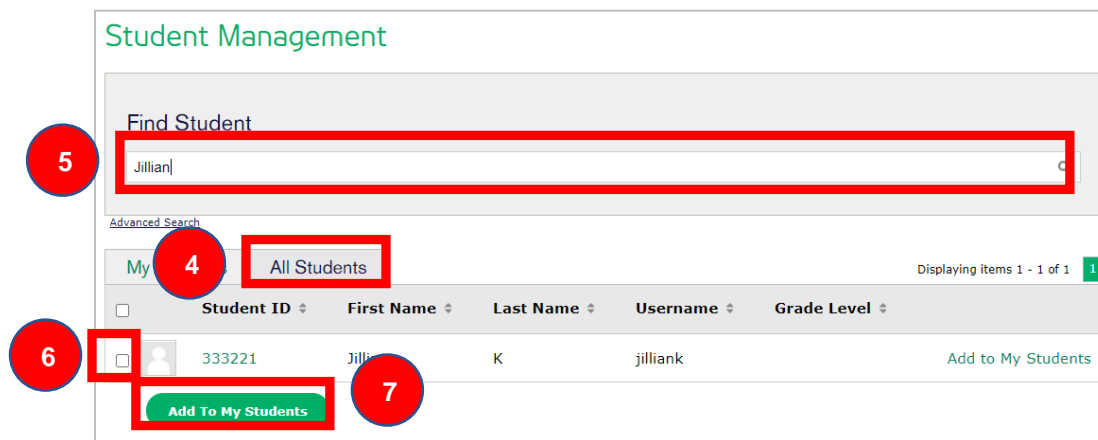 Student Management
Find Student
5
Jillian
Advanced Search
My 4 All Students Displaying items 1 - 1 of 1 1
Student ID First Name Last Name Username Grade Level
6 333221 K jilliank Add to My Students
7
Add To My Students